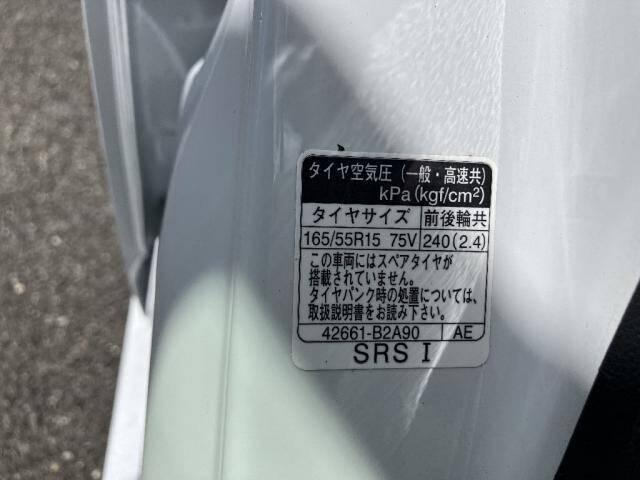 タイヤ空気圧（一般・高速共）
kPa(kgf/cm²)
タイヤサイズ 前後輪共
165/55R15 75V 240(2.4)
この車両にはスペアタイヤが
搭載されていません。
タイヤパンク時の処置については、
取扱説明書をお読み下さい。
42661-B2A90 AE
SRS I